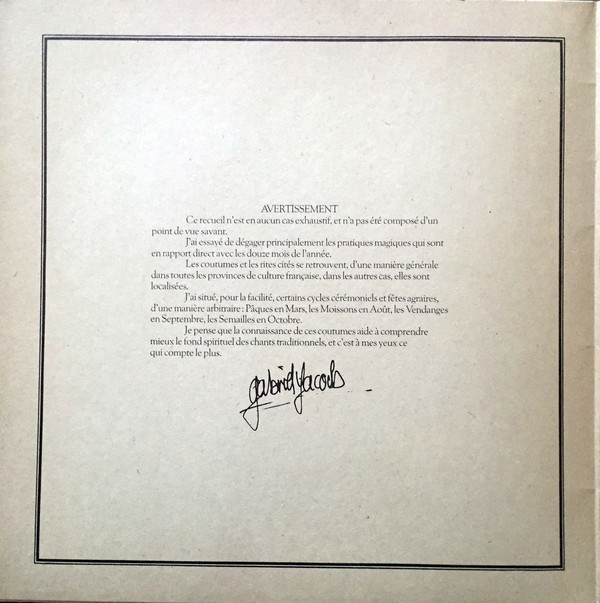 AVERTISSEMENT
Ce recueil n'est en aucun cas exhaustif, et n'a pas été composé d'un
point de vue savant.
J'ai essayé de dégager principalement les pratiques magiques qui sont
en rapport direct avec les douze mois de l'année.
Les coutumes et les rites cités se retrouvent, d'une manière générale
dans toutes les provinces de culture française, dans les autres cas, elles sont
localisées.
J'ai situé, pour la facilité, certains cycles cérémoniels et fêtes agraires,
d'une manière arbitraire : Pâques en Mars, les Moissons en Août, les Vendanges
en Septembre, les Semailles en Octobre.
Je pense que la connaissance de ces coutumes aide à comprendre
mieux le fond spirituel des chants traditionnels, et c'est à mes yeux ce
qui compte le plus.
gabriel yacoub